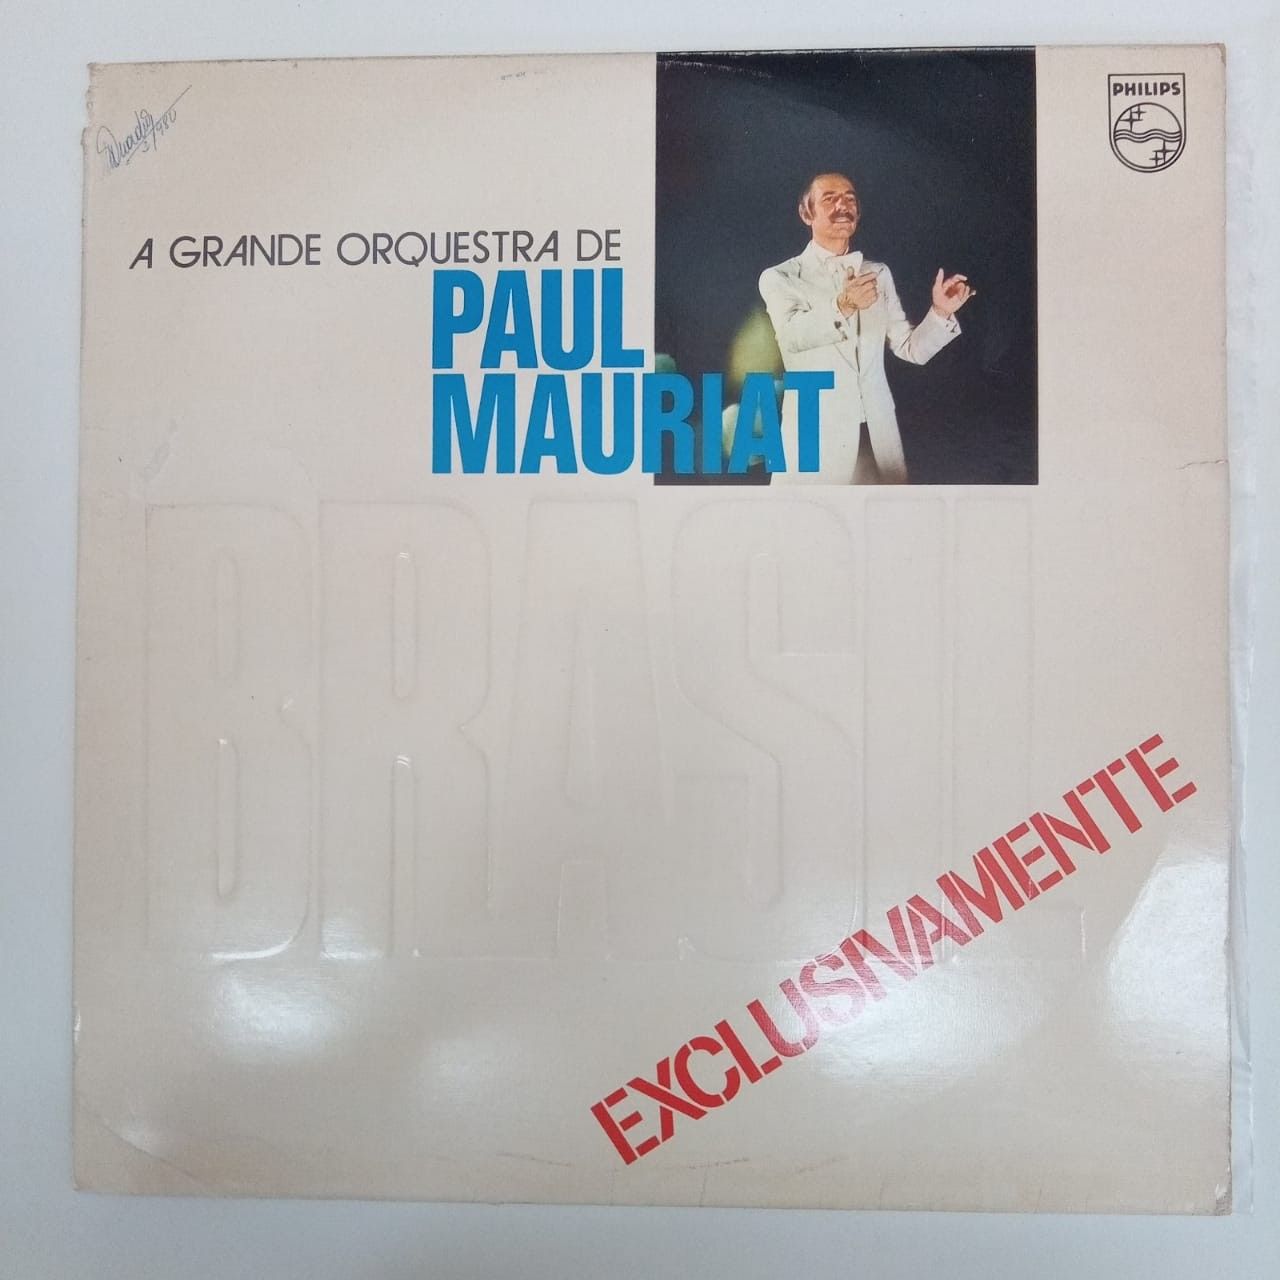 PHILIPS
A GRANDE ORQUESTRA DE
PAUL
MAURIAT
BRASIL
EXCLUSIVAMENTE